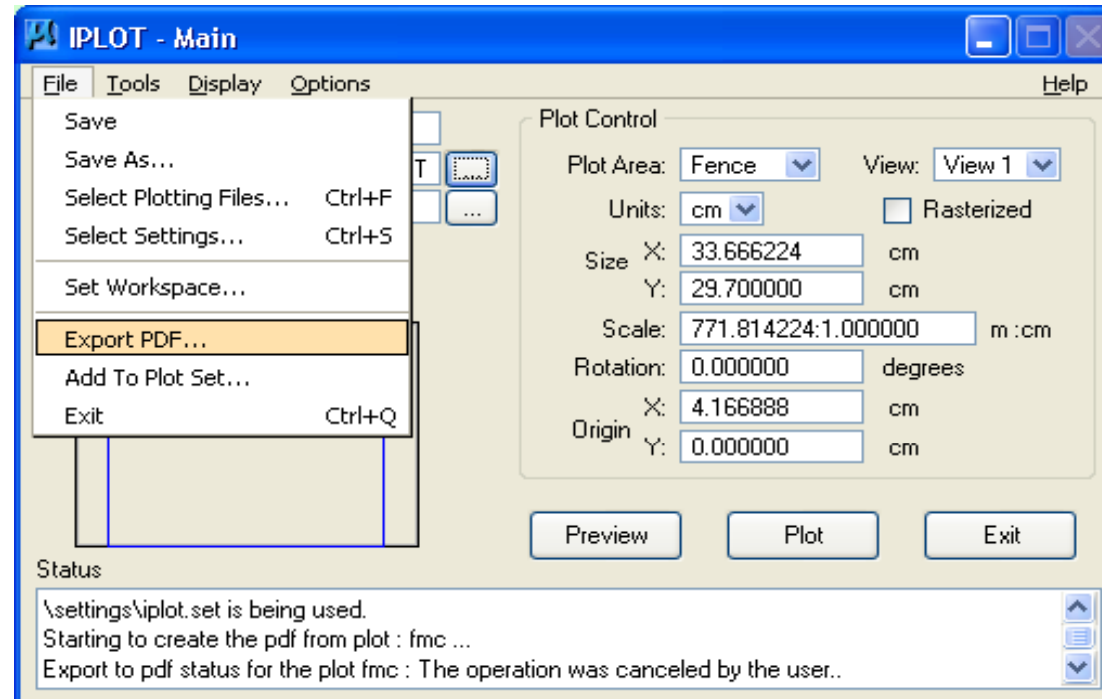 IPLOT - Main
File Tools Display Options Help
Save
Save As...
Select Plotting Files... Ctrl+F
Select Settings... Ctrl+S
Set Workspace...
Export PDF...
Add To Plot Set...
Exit Ctrl+Q
T ...
...
Plot Control
Plot Area: Fence View: View 1
Units: cm Rasterized
Size X: 33.666224 cm
Y: 29.700000 cm
Scale: 771.814224:1.000000 m :cm
Rotation: 0.000000 degrees
Origin X: 4.166888 cm
Y: 0.000000 cm
Preview Plot Exit
Status
\settings\iplot.set is being used.
Starting to create the pdf from plot : fmc ...
Export to pdf status for the plot fmc : The operation was canceled by the user..